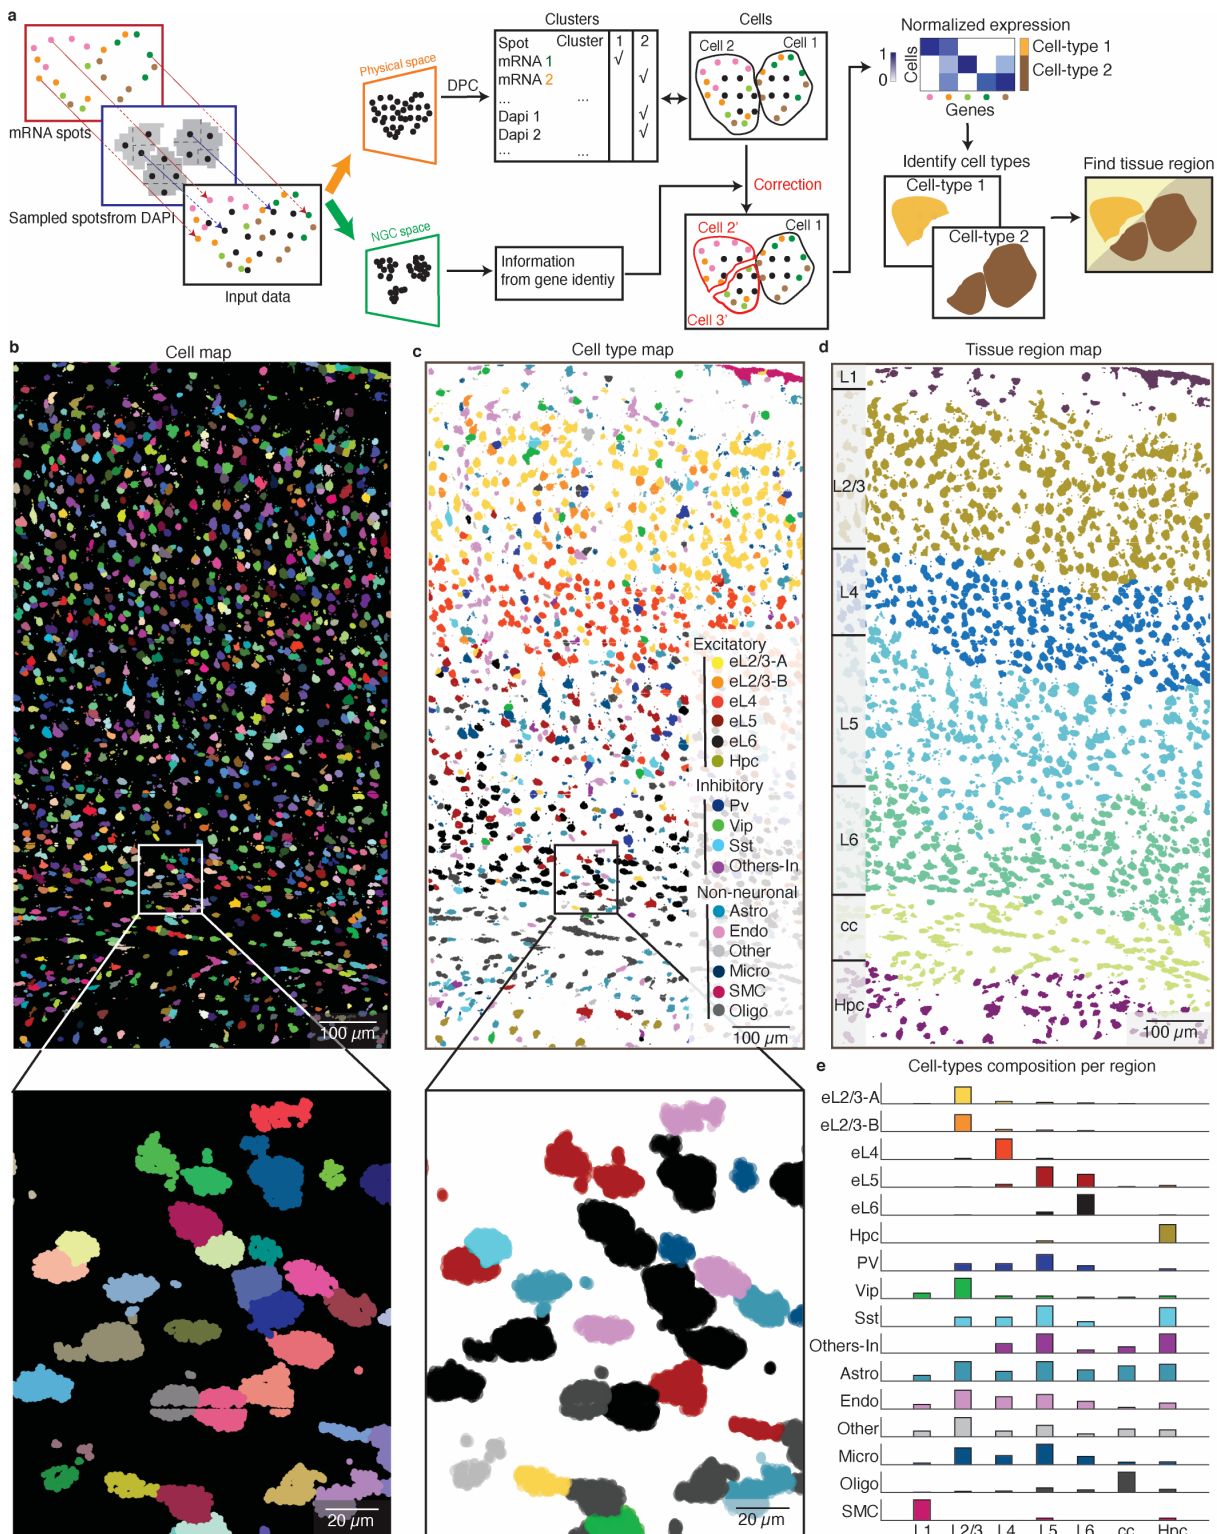 a
mRNA spots
Sampled spotsfrom DAPI
Input data
Physical space
NGC space
DPC
Clusters
Spot Cluster 1 2
mRNA 1 √
mRNA 2 √
... ...
Dapi 1 √
Dapi 2 √
... ...
Information
from gene identiy
Cells
Cell 2
Cell 1
Correction
Cell 2’
Cell 1
Cell 3’
Normalized expression
1
0
Cells
Cell-type 1
Cell-type 2
Genes
Identify cell types
Cell-type 1
Cell-type 2
Find tissue region
b
Cell map
100 µm
20 µm
c
Cell type map
Excitatory
eL2/3-A
eL2/3-B
eL4
eL5
eL6
Hpc
Inhibitory
Pv
Vip
Sst
Others-In
Non-neuronal
Astro
Endo
Other
Micro
SMC
Oligo
100 µm
20 µm
d
Tissue region map
L1
L2/3
L4
L5
L6
cc
Hpc
100 µm
e
Cell-types composition per region
eL2/3-A
eL2/3-B
eL4
eL5
eL6
Hpc
PV
Vip
Sst
Others-In
Astro
Endo
Other
Micro
Oligo
SMC
L1 L2/3 L4 L5 L6 cc Hpc